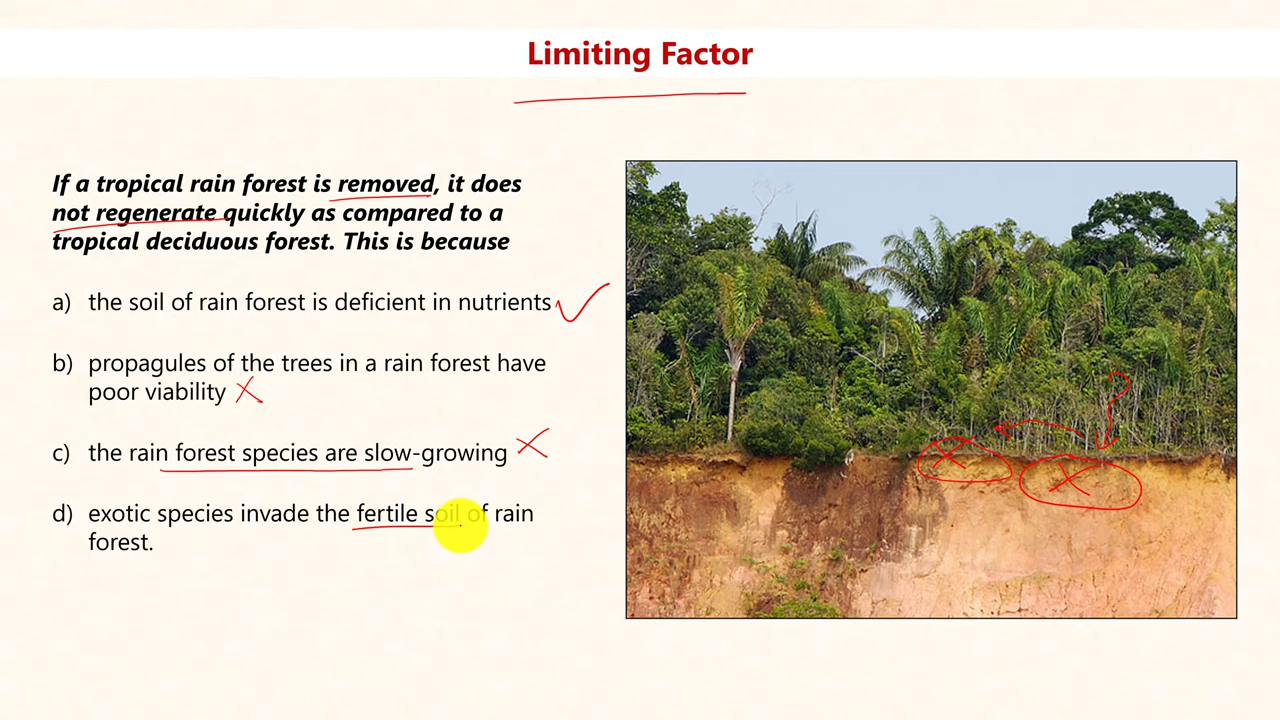 Limiting Factor
If a tropical rain forest is removed, it does
not regenerate quickly as compared to a
tropical deciduous forest. This is because
a) the soil of rain forest is deficient in nutrients
b) propagules of the trees in a rain forest have
poor viability
c) the rain forest species are slow-growing
d) exotic species invade the fertile soil of rain
forest.